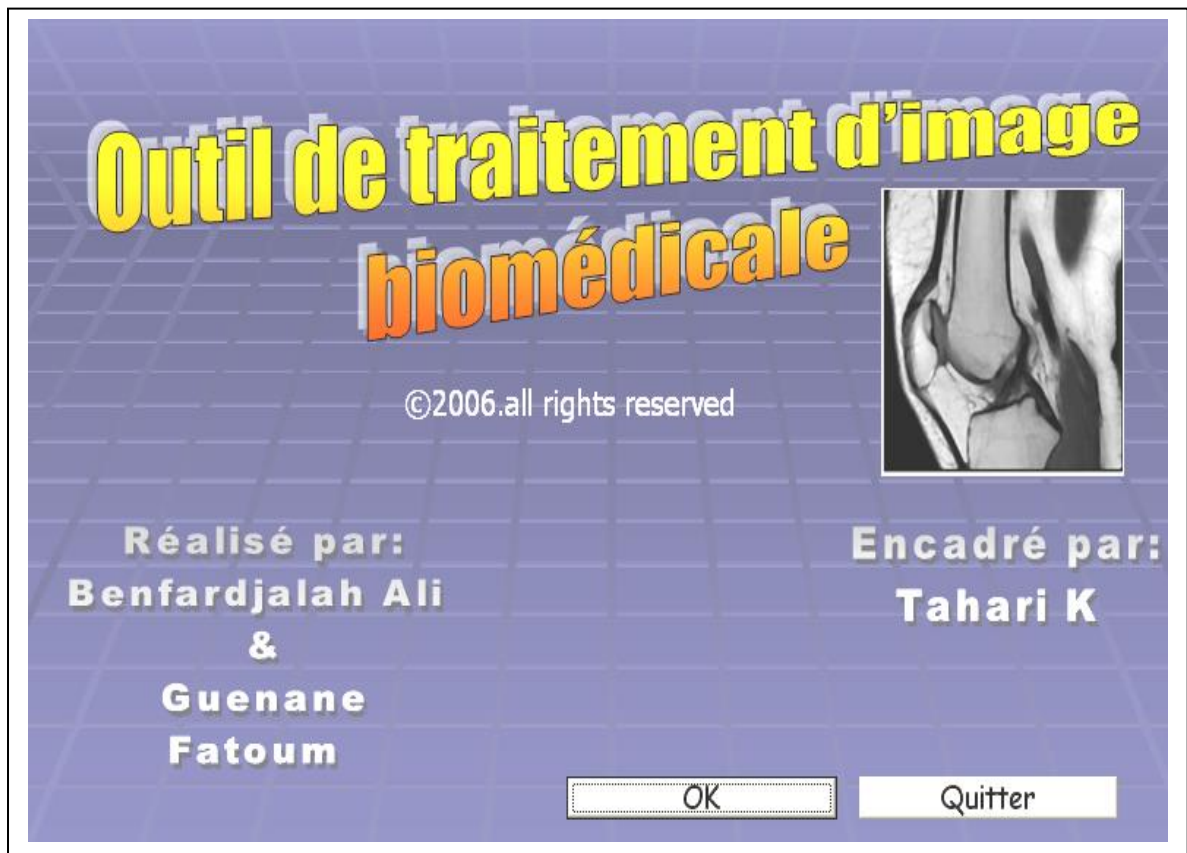 Outil de traitement d'image
biomédicale
©2006.all rights reserved
Réalisé par:
Benfardjalah Ali
&
Guenane
Fatoum
Encadré par:
Tahari K
OK
Quitter